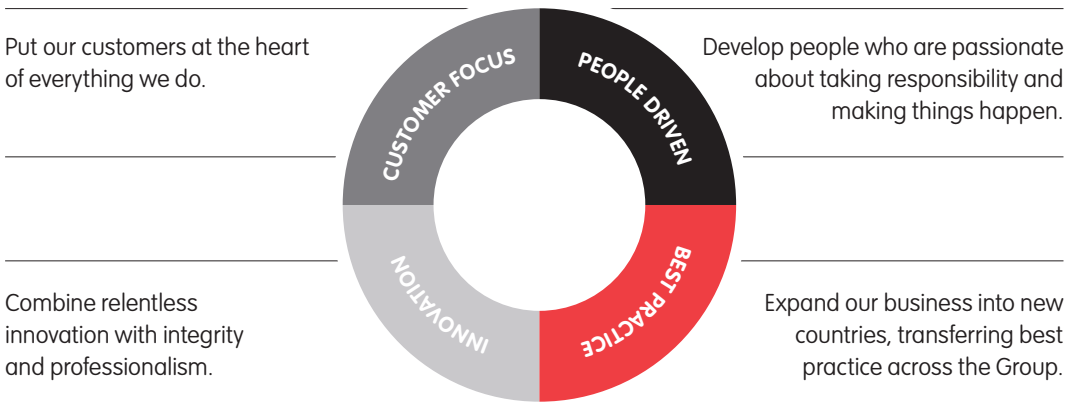 Put our customers at the heart
of everything we do.
CUSTOMER FOCUS
PEOPLE DRIVEN
Develop people who are passionate
about taking responsibility and
making things happen.
Combine relentless
innovation with integrity
and professionalism.
INNOVATION
BEST PRACTICE
Expand our business into new
countries, transferring best
practice across the Group.